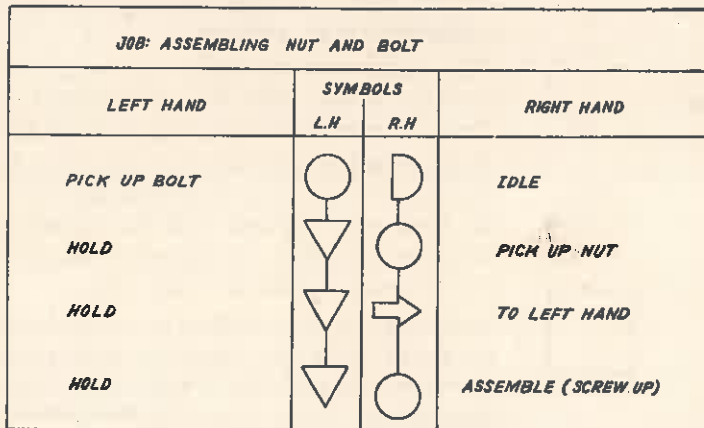 JOB: ASSEMBLING NUT AND BOLT
LEFT HAND SYMBOLS RIGHT HAND
L.H R.H
PICK UP BOLT IDLE
HOLD PICK UP NUT
HOLD TO LEFT HAND
HOLD ASSEMBLE (SCREW UP)